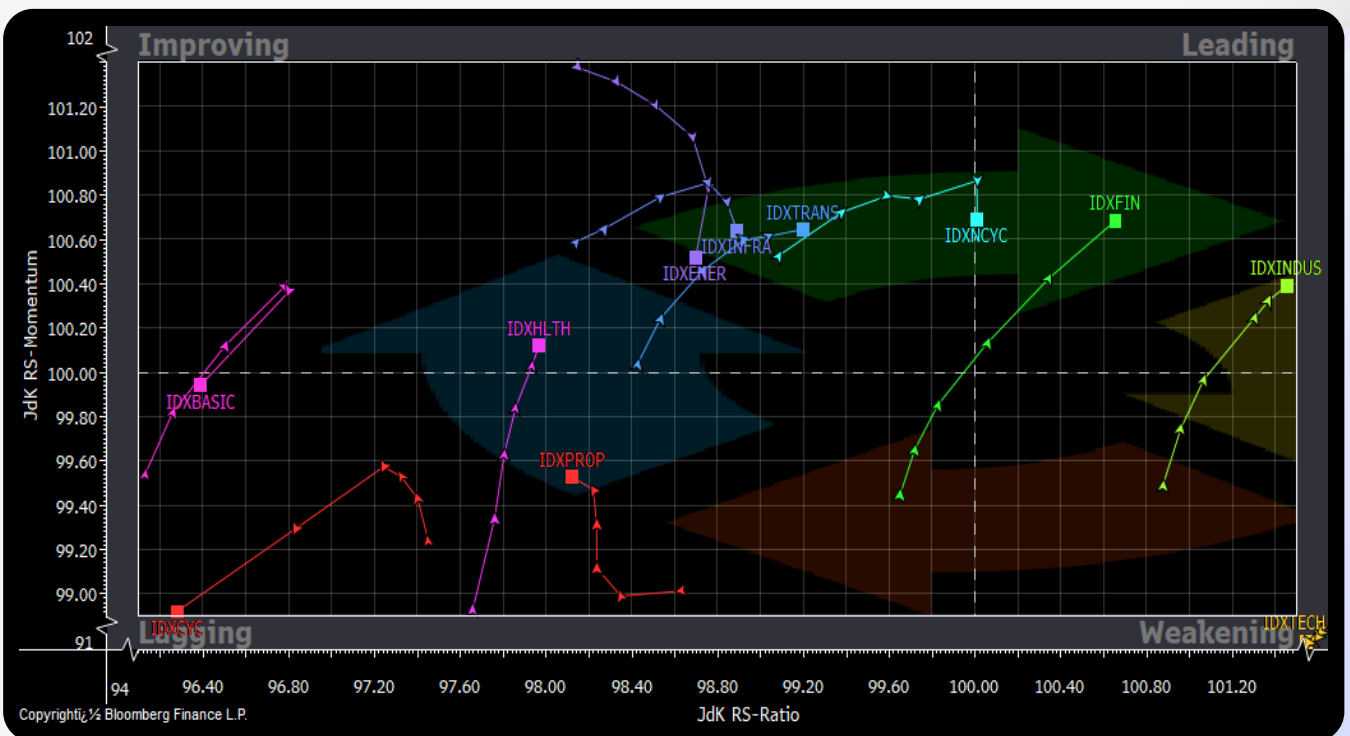 102
Improving
Leading
101.20
101.00
100.80
100.60
100.40
100.20
100.00
99.80
99.60
99.40
99.20
99.00
91
JdK RS-Momentum
IDXFIN
IDXTRANS
IDXNCYC
IDXINFRA
IDXENER
IDXINDUS
IDXHLTH
IDXBASIC
IDXPROP
IDXCYC
IDXTECH
Lagging
Weakening
94
96.40
96.80
97.20
97.60
98.00
98.40
98.80
99.20
99.60
100.00
100.40
100.80
101.20
JdK RS-Ratio
Copyrightï¿½ Bloomberg Finance L.P.